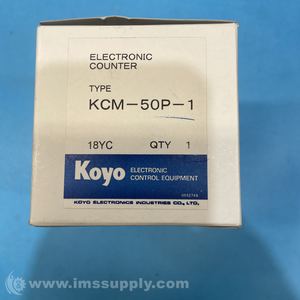 ELECTRONIC
COUNTER
TYPE
KCM-50P-1
18YC QTY 1
Koyo ELECTRONIC
CONTROL EQUIPMENT
KOYO ELECTRONICS INDUSTRIES CO., LTD.
© www.imssupply.com